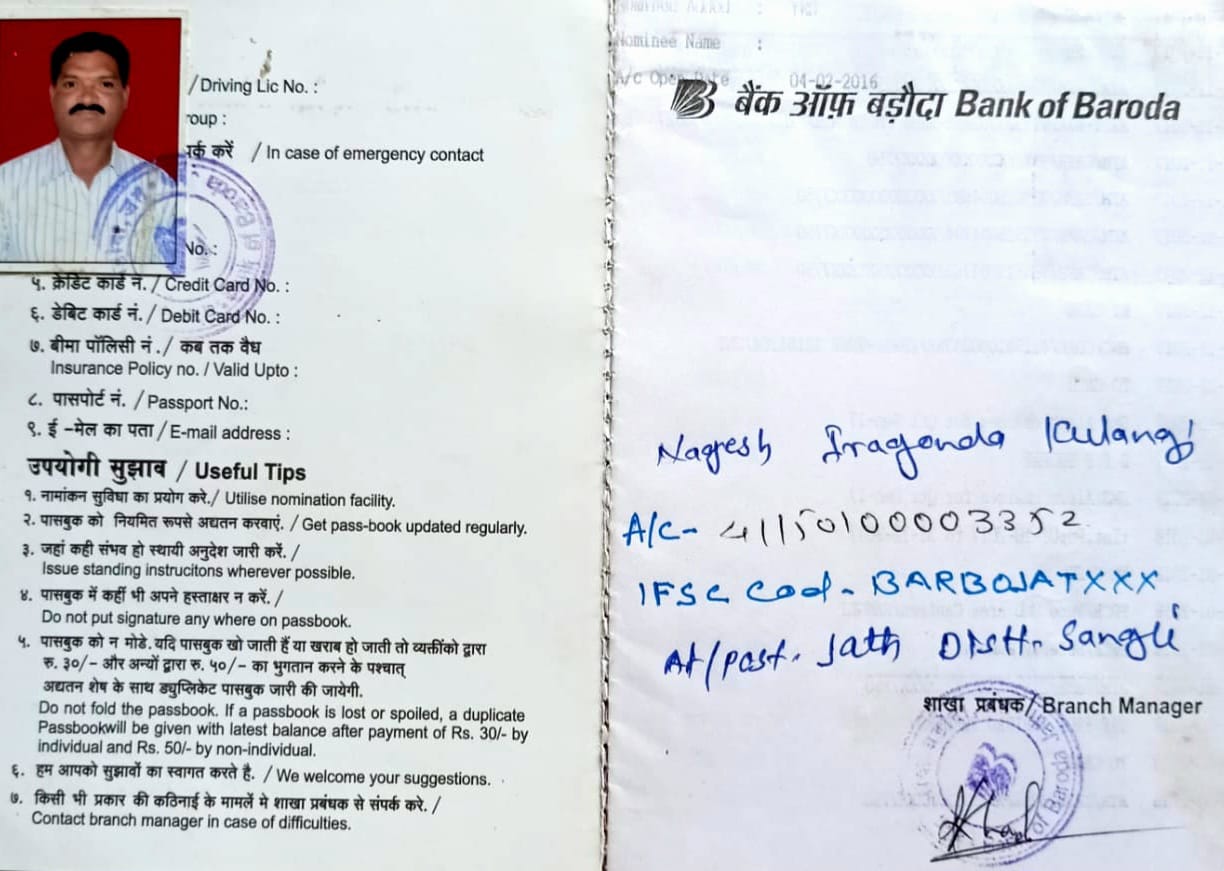 / Driving Lic No. :
roup :
र्क करें / In case of emergency contact
No. :
५. क्रेडिट कार्ड नं. / Credit Card No. :
६. डेबिट कार्ड नं. / Debit Card No. :
७. बीमा पॉलिसी नं ./ कब तक वैध
Insurance Policy no. / Valid Upto :
८. पासपोर्ट नं. / Passport No.:
९. ई -मेल का पता / E-mail address :
उपयोगी सुझाव / Useful Tips
१. नामांकन सुविधा का प्रयोग करे./ Utilise nomination facility.
२. पासबुक को नियमित रूपसे अद्यतन करवाएं. / Get pass-book updated regularly.
३. जहां कही संभव हो स्थायी अनुदेश जारी करें. /
Issue standing instrucitons wherever possible.
४. पासबुक में कहीं भी अपने हस्ताक्षर न करें. /
Do not put signature any where on passbook.
५. पासबुक को न मोडे. यदि पासबुक खो जाती हैं या खराब हो जाती तो व्यक्तींको द्वारा
रु. ३०/- और अन्यों द्वारा रु. ५०/- का भुगतान करने के पश्चात्
अद्यतन शेष के साथ ड्युप्लिकेट पासबुक जारी की जायेगी.
Do not fold the passbook. If a passbook is lost or spoiled, a duplicate
Passbookwill be given with latest balance after payment of Rs. 30/- by
individual and Rs. 50/- by non-individual.
६. हम आपको सुझावों का स्वागत करते है. / We welcome your suggestions.
७. किसी भी प्रकार की कठिनाई के मामलें मे शाखा प्रबंधक से संपर्क करे. /
Contact branch manager in case of difficulties.
Nominee Name :
A/c Open Date 04-02-2016
बैंक ऑफ़ बड़ौदा Bank of Baroda
Nagesh Iragonda Kulangi
A/C- 41150100003352
IFSC Cod- BARBOJATXXX
At/post. Jath Distt- Sangli
शाखा प्रबंधक/ Branch Manager
of Baroda